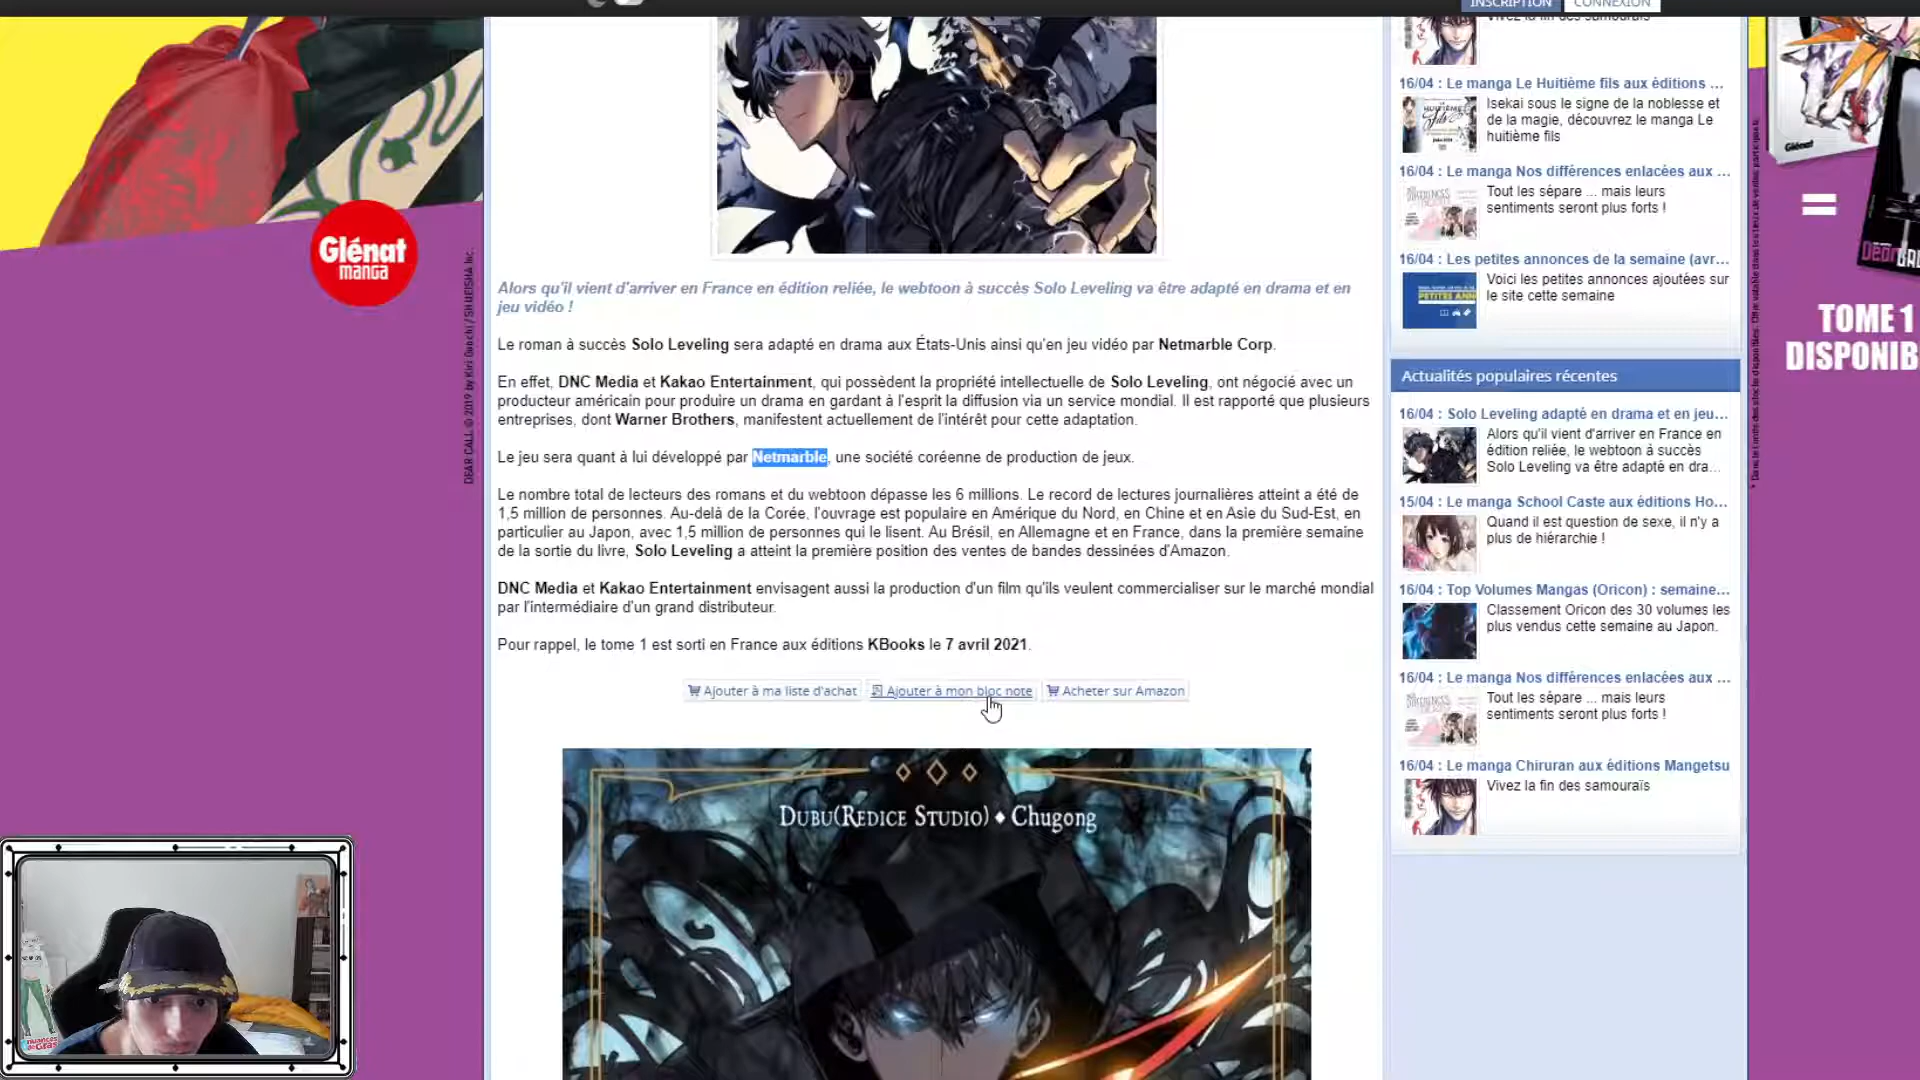 INSCRIPTION
CONNEXION
Glénat
manga
DEAR CALL © 2019 by Kiri Wazawa / SHUEISHA Inc.
Alors qu'il vient d'arriver en France en édition reliée, le webtoon à succès Solo Leveling va être adapté en drama et en
jeu vidéo !
Le roman à succès Solo Leveling sera adapté en drama aux États-Unis ainsi qu'en jeu vidéo par Netmarble Corp.
En effet, DNC Media et Kakao Entertainment, qui possèdent la propriété intellectuelle de Solo Leveling, ont négocié avec un
producteur américain pour produire un drama en gardant à l'esprit la diffusion via un service mondial. Il est rapporté que plusieurs
entreprises, dont Warner Brothers, manifestent actuellement de l'intérêt pour cette adaptation.
Le jeu sera quant à lui développé par Netmarble, une société coréenne de production de jeux.
Le nombre total de lecteurs des romans et du webtoon dépasse les 6 millions. Le record de lectures journalières atteint a été de
1,5 million de personnes. Au-delà de la Corée, l'ouvrage est populaire en Amérique du Nord, en Chine et en Asie du Sud-Est, en
particulier au Japon, avec 1,5 million de personnes qui le lisent. Au Brésil, en Allemagne et en France, dans la première semaine
de la sortie du livre, Solo Leveling a atteint la première position des ventes de bandes dessinées d'Amazon.
DNC Media et Kakao Entertainment envisagent aussi la production d'un film qu'ils veulent commercialiser sur le marché mondial
par l'intermédiaire d'un grand distributeur.
Pour rappel, le tome 1 est sorti en France aux éditions KBooks le 7 avril 2021.
Ajouter à ma liste d'achat
Ajouter à mon bloc note
Acheter sur Amazon
DUBU(REDICE STUDIO) ♦ CHUGONG
Vivez la fin des samouraïs
16/04 : Le manga Le Huitième fils aux éditions ...
Isekai sous le signe de la noblesse et
de la magie, découvrez le manga Le
huitième fils
16/04 : Le manga Nos différences enlacées aux ...
Tout les sépare ... mais leurs
sentiments seront plus forts !
16/04 : Les petites annonces de la semaine (avr...
Voici les petites annonces ajoutées sur
le site cette semaine
PETITES ANN
Actualités populaires récentes
16/04 : Solo Leveling adapté en drama et en jeu...
Alors qu'il vient d'arriver en France en
édition reliée, le webtoon à succès
Solo Leveling va être adapté en dra...
15/04 : Le manga School Caste aux éditions Ho...
Quand il est question de sexe, il n'y a
plus de hiérarchie !
16/04 : Top Volumes Mangas (Oricon) : semaine...
Classement Oricon des 30 volumes les
plus vendus cette semaine au Japon.
16/04 : Le manga Nos différences enlacées aux ...
Tout les sépare ... mais leurs
sentiments seront plus forts !
16/04 : Le manga Chiruran aux éditions Mangetsu
Vivez la fin des samouraïs
Glénat
=
TOME 1
DISPONIB
nuances
de Gras